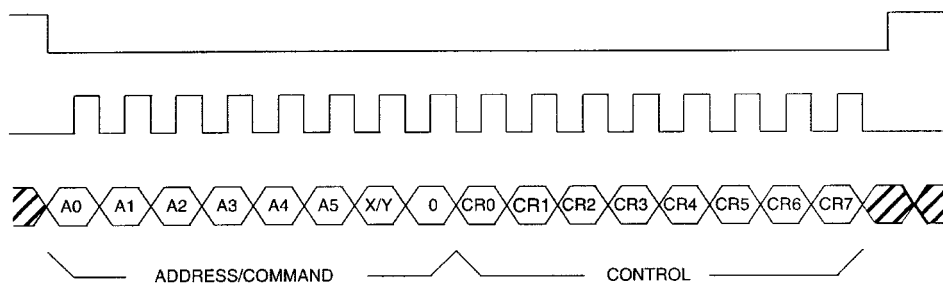 A0 A1 A2 A3 A4 A5 X/Y 0 CR0 CR1 CR2 CR3 CR4 CR5 CR6 CR7
ADDRESS/COMMAND CONTROL